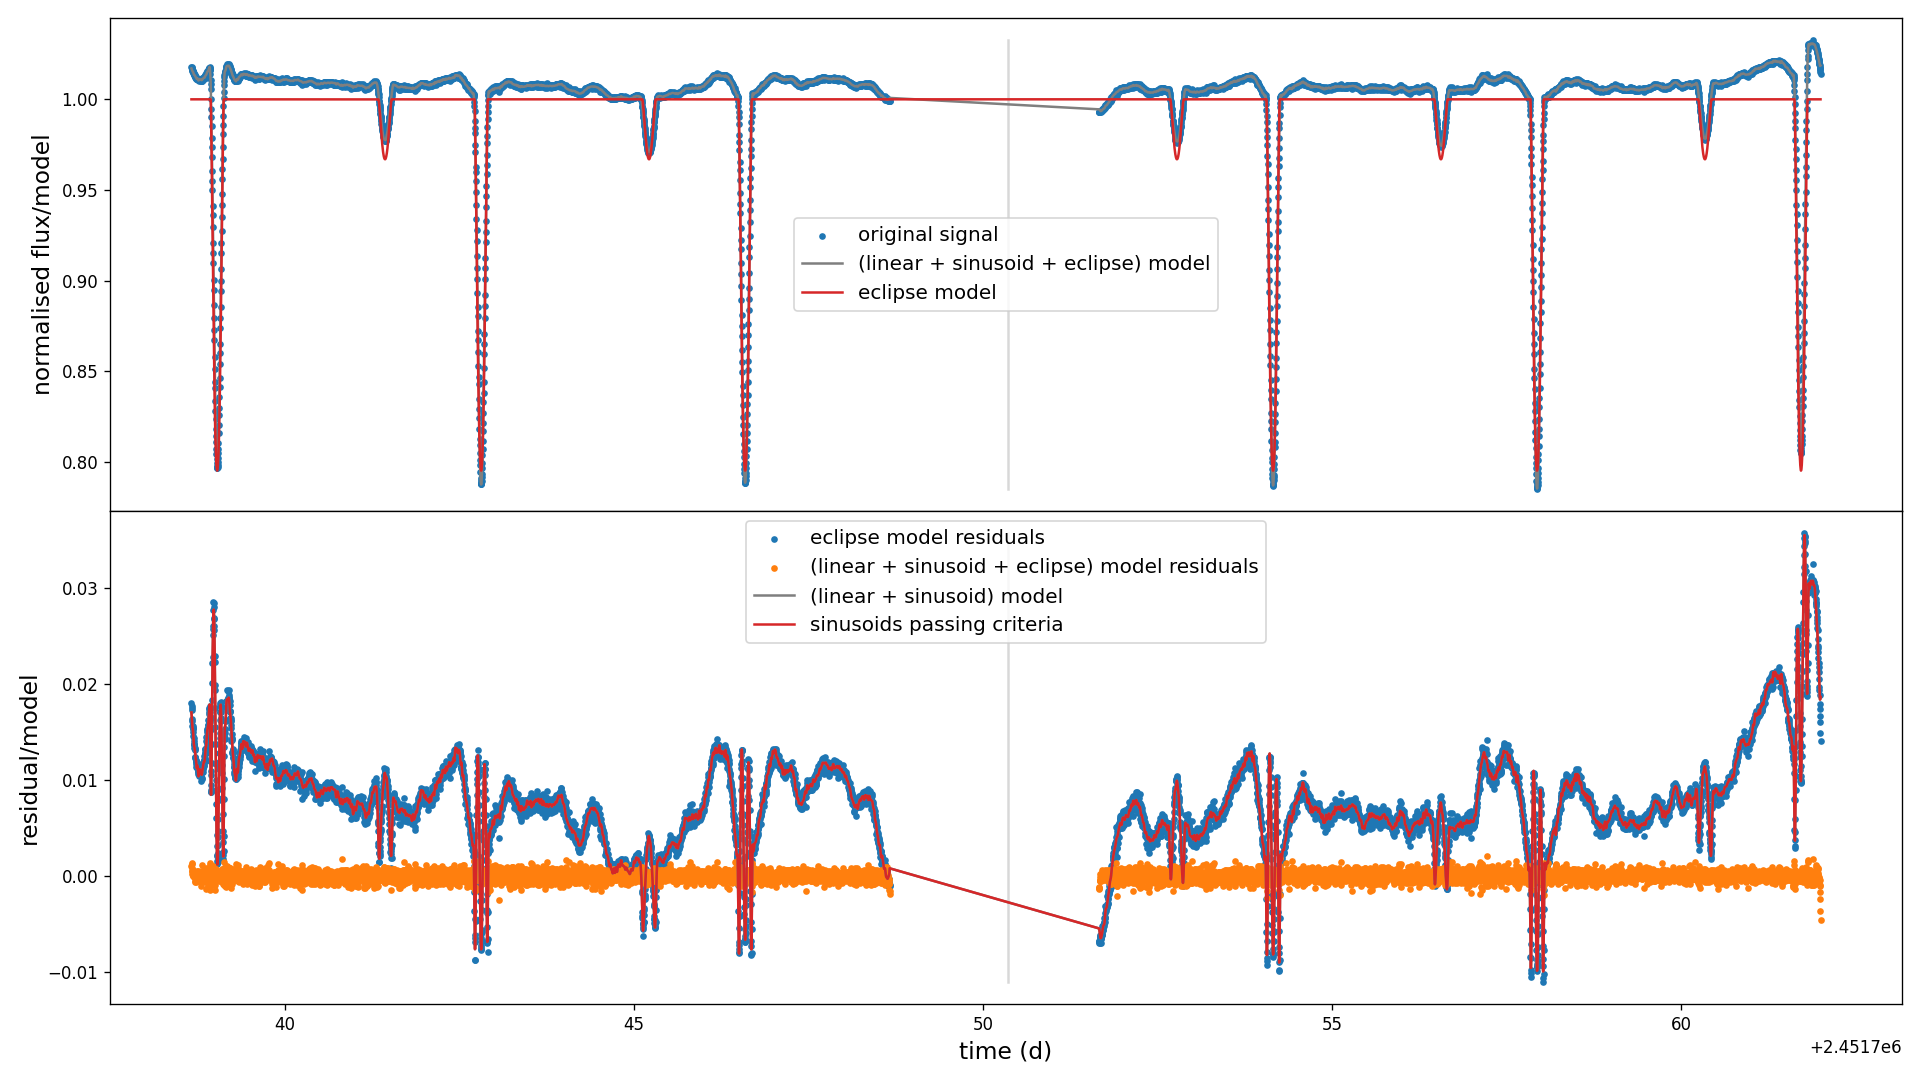 normalised flux/model
1.00
0.95
0.90
0.85
0.80
original signal
(linear + sinusoid + eclipse) model
eclipse model
residual/model
0.03
0.02
0.01
0.00
−0.01
eclipse model residuals
(linear + sinusoid + eclipse) model residuals
(linear + sinusoid) model
sinusoids passing criteria
40
45
50
55
60
time (d)
+2.4517e6